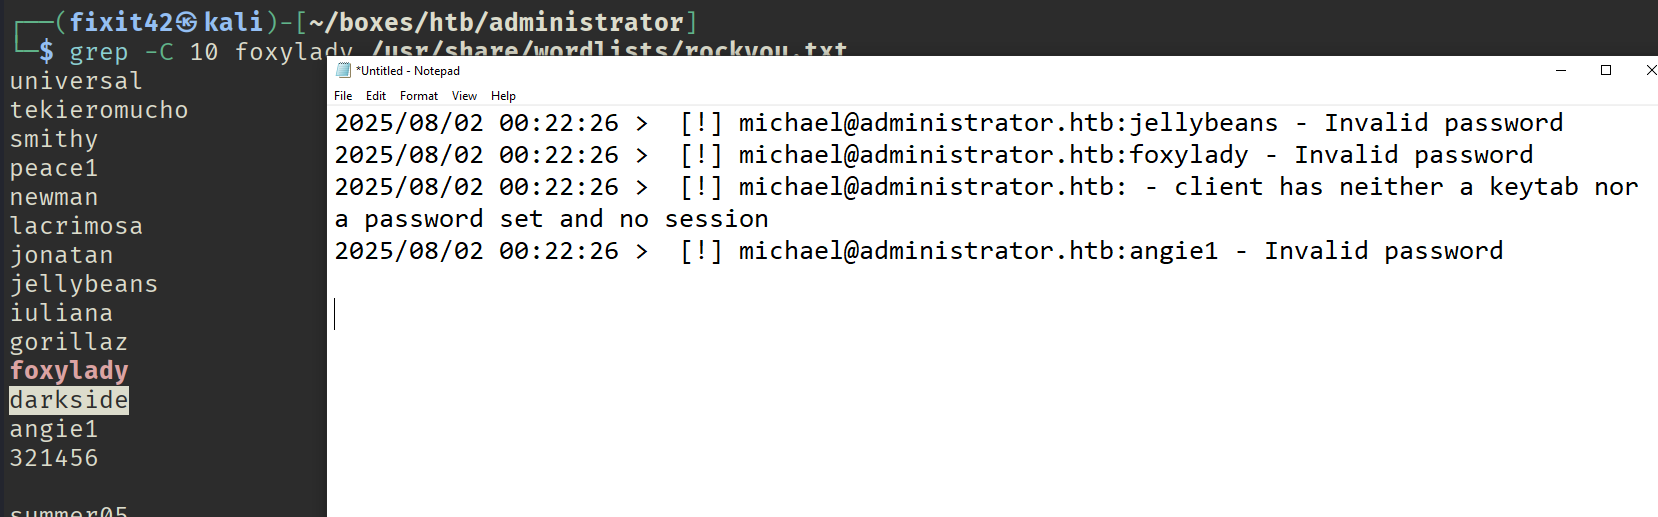 ┌──(fixit42㉿kali)-[~/boxes/htb/administrator]
└─$ grep -C 10 foxylady /usr/share/wordlists/rockyou.txt
universal
tekieromucho
smithy
peace1
newman
lacrimosa
jonatan
jellybeans
iuliana
gorillaz
foxylady
darkside
angie1
321456
summer05
*Untitled - Notepad
File Edit Format View Help
2025/08/02 00:22:26 >  [!] michael@administrator.htb:jellybeans - Invalid password
2025/08/02 00:22:26 >  [!] michael@administrator.htb:foxylady - Invalid password
2025/08/02 00:22:26 >  [!] michael@administrator.htb: - client has neither a keytab nor
a password set and no session
2025/08/02 00:22:26 >  [!] michael@administrator.htb:angie1 - Invalid password